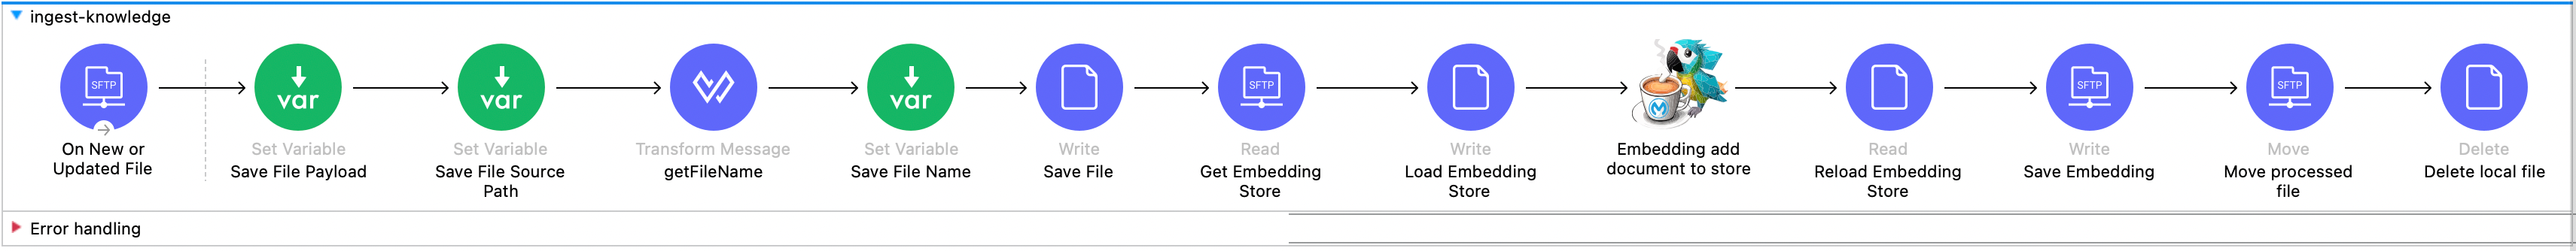 ingest-knowledge
SFTP
On New or
Updated File
var
Set Variable
Save File Payload
var
Set Variable
Save File Source
Path
Transform Message
getFileName
var
Set Variable
Save File Name
Write
Save File
SFTP
Read
Get Embedding
Store
Write
Load Embedding
Store
Embedding add
document to store
Read
Reload Embedding
Store
SFTP
Write
Save Embedding
SFTP
Move
Move processed
file
Delete
Delete local file
Error handling